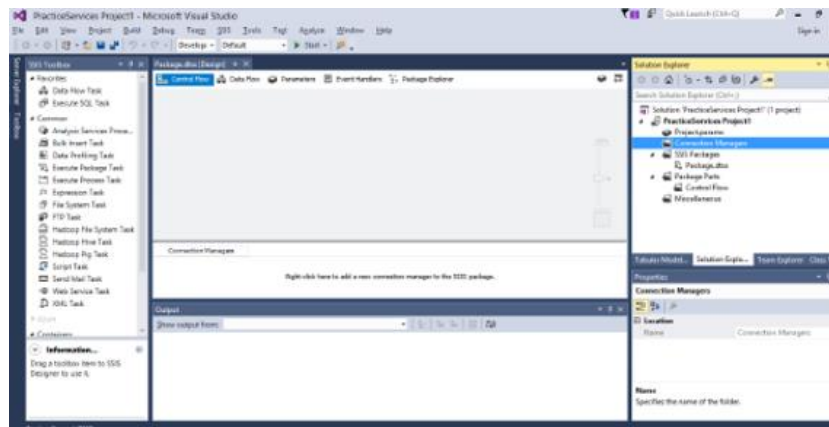 PracticeServices Project1 - Microsoft Visual Studio
Quick Launch (Ctrl+Q)
File Edit View Project Build Debug Team SSIS Tools Test Analyze Window Help
Sign in
Develop Default Start
Server Explorer
Toolbox
SSIS Toolbox
Favorites
Data Flow Task
Execute SQL Task
Common
Analysis Services Proce...
Bulk Insert Task
Data Profiling Task
Execute Package Task
Execute Process Task
Expression Task
File System Task
FTP Task
Hadoop File System Task
Hadoop Hive Task
Hadoop Pig Task
Script Task
Send Mail Task
Web Service Task
XML Task
Azure
Containers
Information...
Drag a toolbox item to SSIS
Designer to use it.
Package.dtsx [Design]
Control Flow Data Flow Parameters Event Handlers Package Explorer
Connection Managers
Right-click here to add a new connection manager to the SSIS package.
Output
Show output from:
Solution Explorer
Search Solution Explorer (Ctrl+;)
Solution 'PracticeServices Project1' (1 project)
PracticeServices Project1
Project.params
Connection Managers
SSIS Packages
Package.dtsx
Package Parts
Control Flow
Miscellaneous
Tabular Model... Solution Explo... Team Explorer Class
Properties
Connection Managers
Location
Name Connection Managers
Name
Specifies the name of the folder.